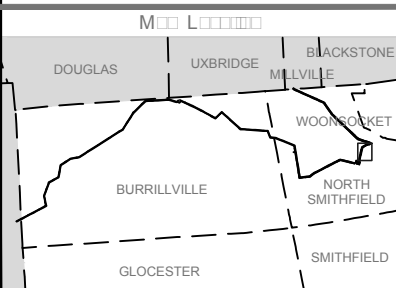 DOUGLAS
UXBRIDGE
BLACKSTONE
MILLVILLE
WOONSOCKET
BURRILLVILLE
NORTH
SMITHFIELD
SMITHFIELD
GLOCESTER